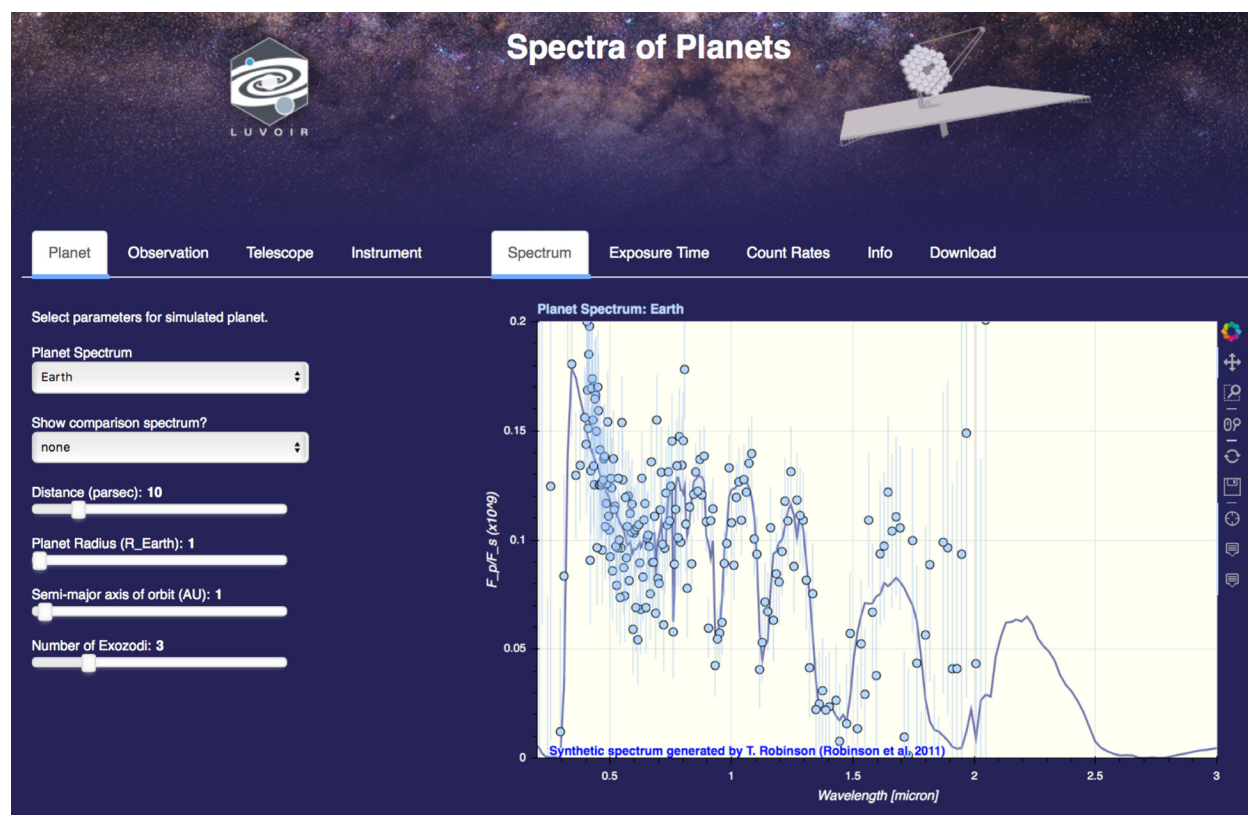 Spectra of Planets
LUVOIR
Planet
Observation
Telescope
Instrument
Spectrum
Exposure Time
Count Rates
Info
Download
Select parameters for simulated planet.
Planet Spectrum
Earth
Show comparison spectrum?
none
Distance (parsec): 10
Planet Radius (R_Earth): 1
Semi-major axis of orbit (AU): 1
Number of Exozodi: 3
Planet Spectrum: Earth
0.2
0.15
0.1
0.05
0
F_p/F_s (x10^9)
Synthetic spectrum generated by T. Robinson (Robinson et al. 2011)
0.5
1
1.5
2
2.5
3
Wavelength [micron]